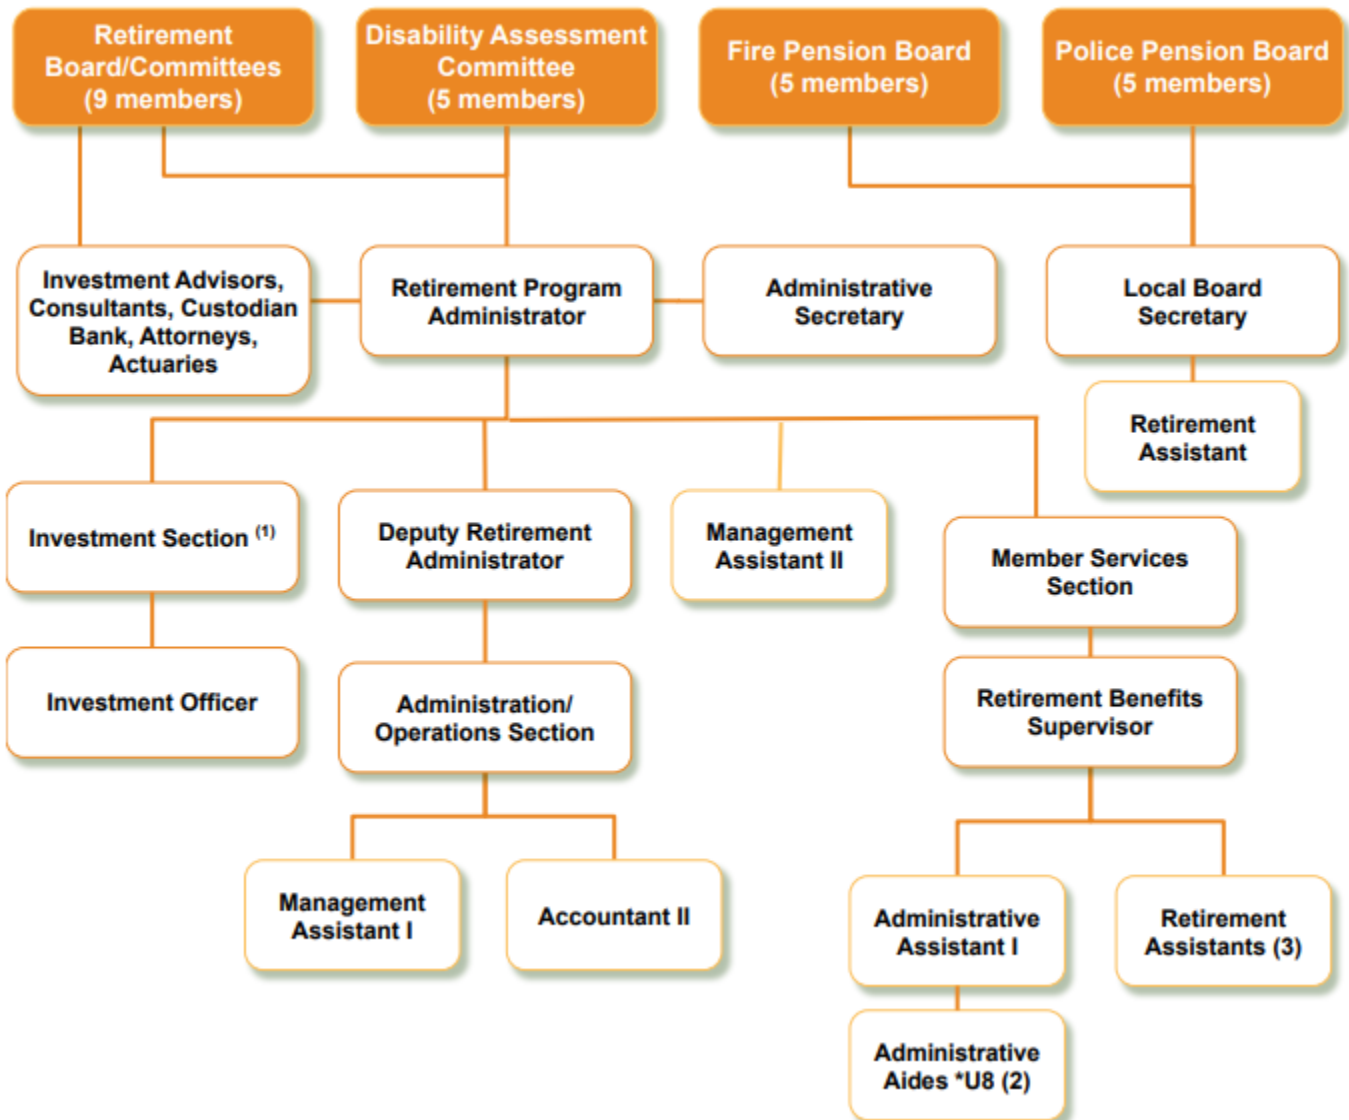 Retirement
Board/Committees
(9 members)
Disability Assessment
Committee
(5 members)
Fire Pension Board
(5 members)
Police Pension Board
(5 members)
Investment Advisors,
Consultants, Custodian
Bank, Attorneys,
Actuaries
Retirement Program
Administrator
Administrative
Secretary
Local Board
Secretary
Retirement
Assistant
Investment Section (1)
Deputy Retirement
Administrator
Management
Assistant II
Member Services
Section
Investment Officer
Administration/
Operations Section
Retirement Benefits
Supervisor
Management
Assistant I
Accountant II
Administrative
Assistant I
Retirement
Assistants (3)
Administrative
Aides *U8 (2)